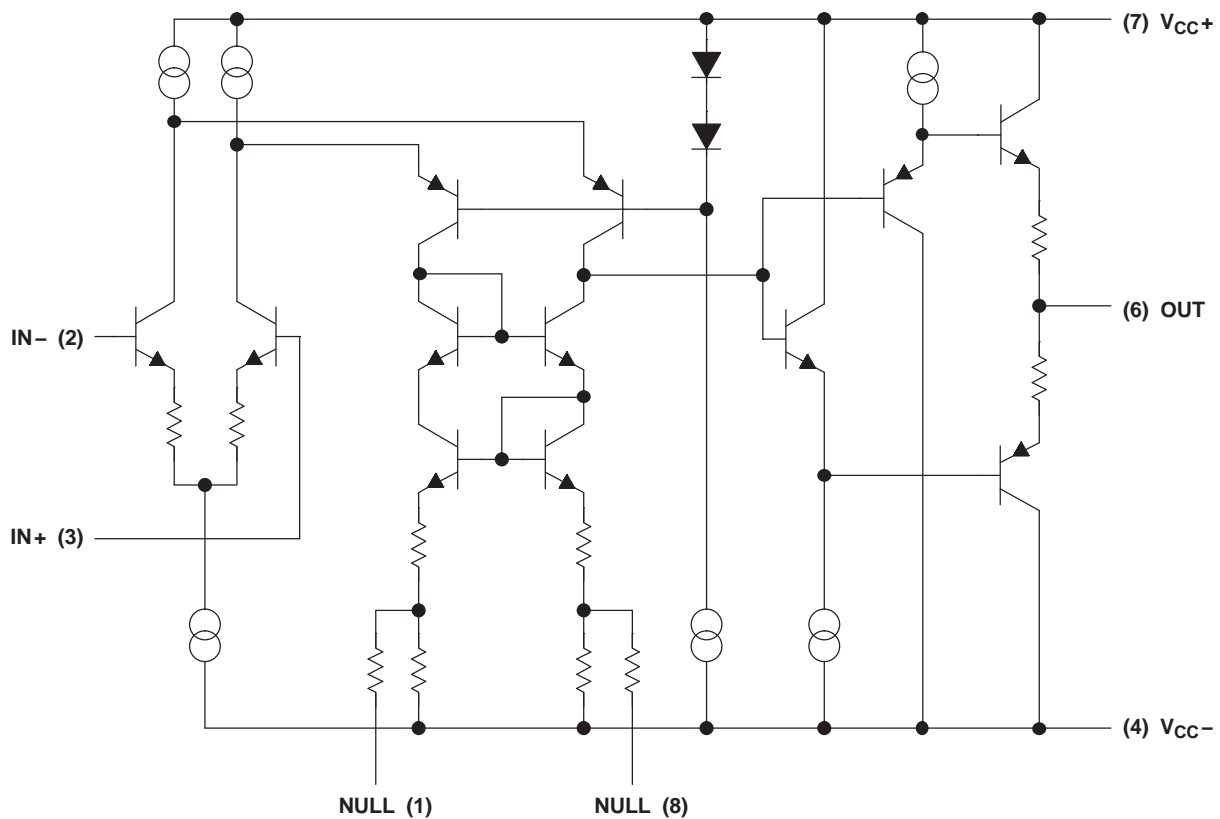 (7) VCC+
IN− (2)
(6) OUT
IN+ (3)
(4) VCC−
NULL (1)
NULL (8)